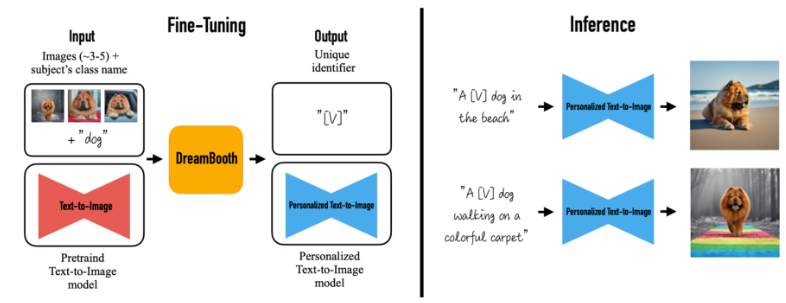 Fine-Tuning
Input
Images (~3-5) +
subject's class name
+ "dog"
Text-to-Image
Pretraind
Text-to-Image
model
DreamBooth
Output
Unique
identifier
"[V]"
Personalized Text-to-Image
Personalized
Text-to-Image
model
Inference
"A [V] dog in
the beach"
Personalized Text-to-Image
"A [V] dog
walking on a
colorful carpet"
Personalized Text-to-Image